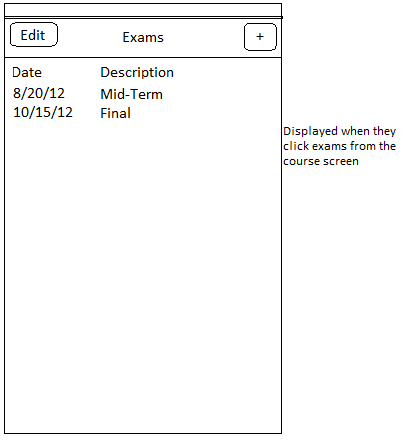 Edit Exams +
Date Description
8/20/12 Mid-Term
10/15/12 Final
Displayed when they
click exams from the
course screen